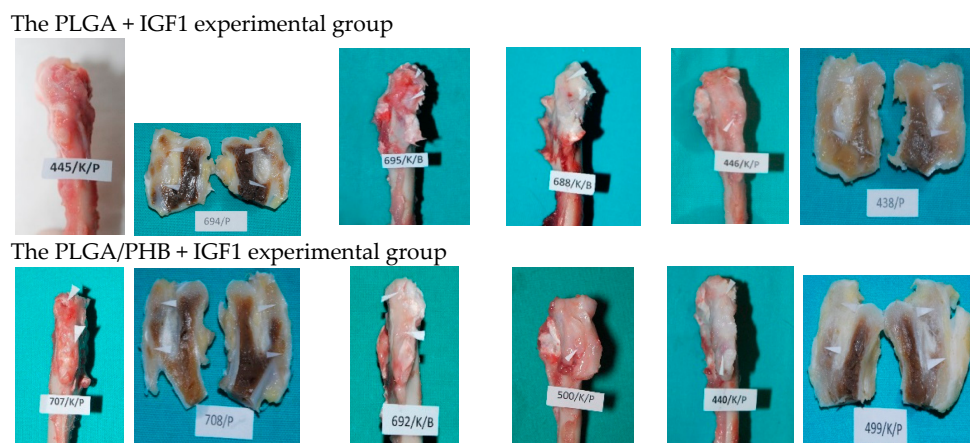 The PLGA + IGF1 experimental group
445/K/P
694/P
695/K/B
688/K/B
446/K/P
438/P
The PLGA/PHB + IGF1 experimental group
707/K/P
708/P
692/K/B
500/K/P
440/K/P
499/K/P